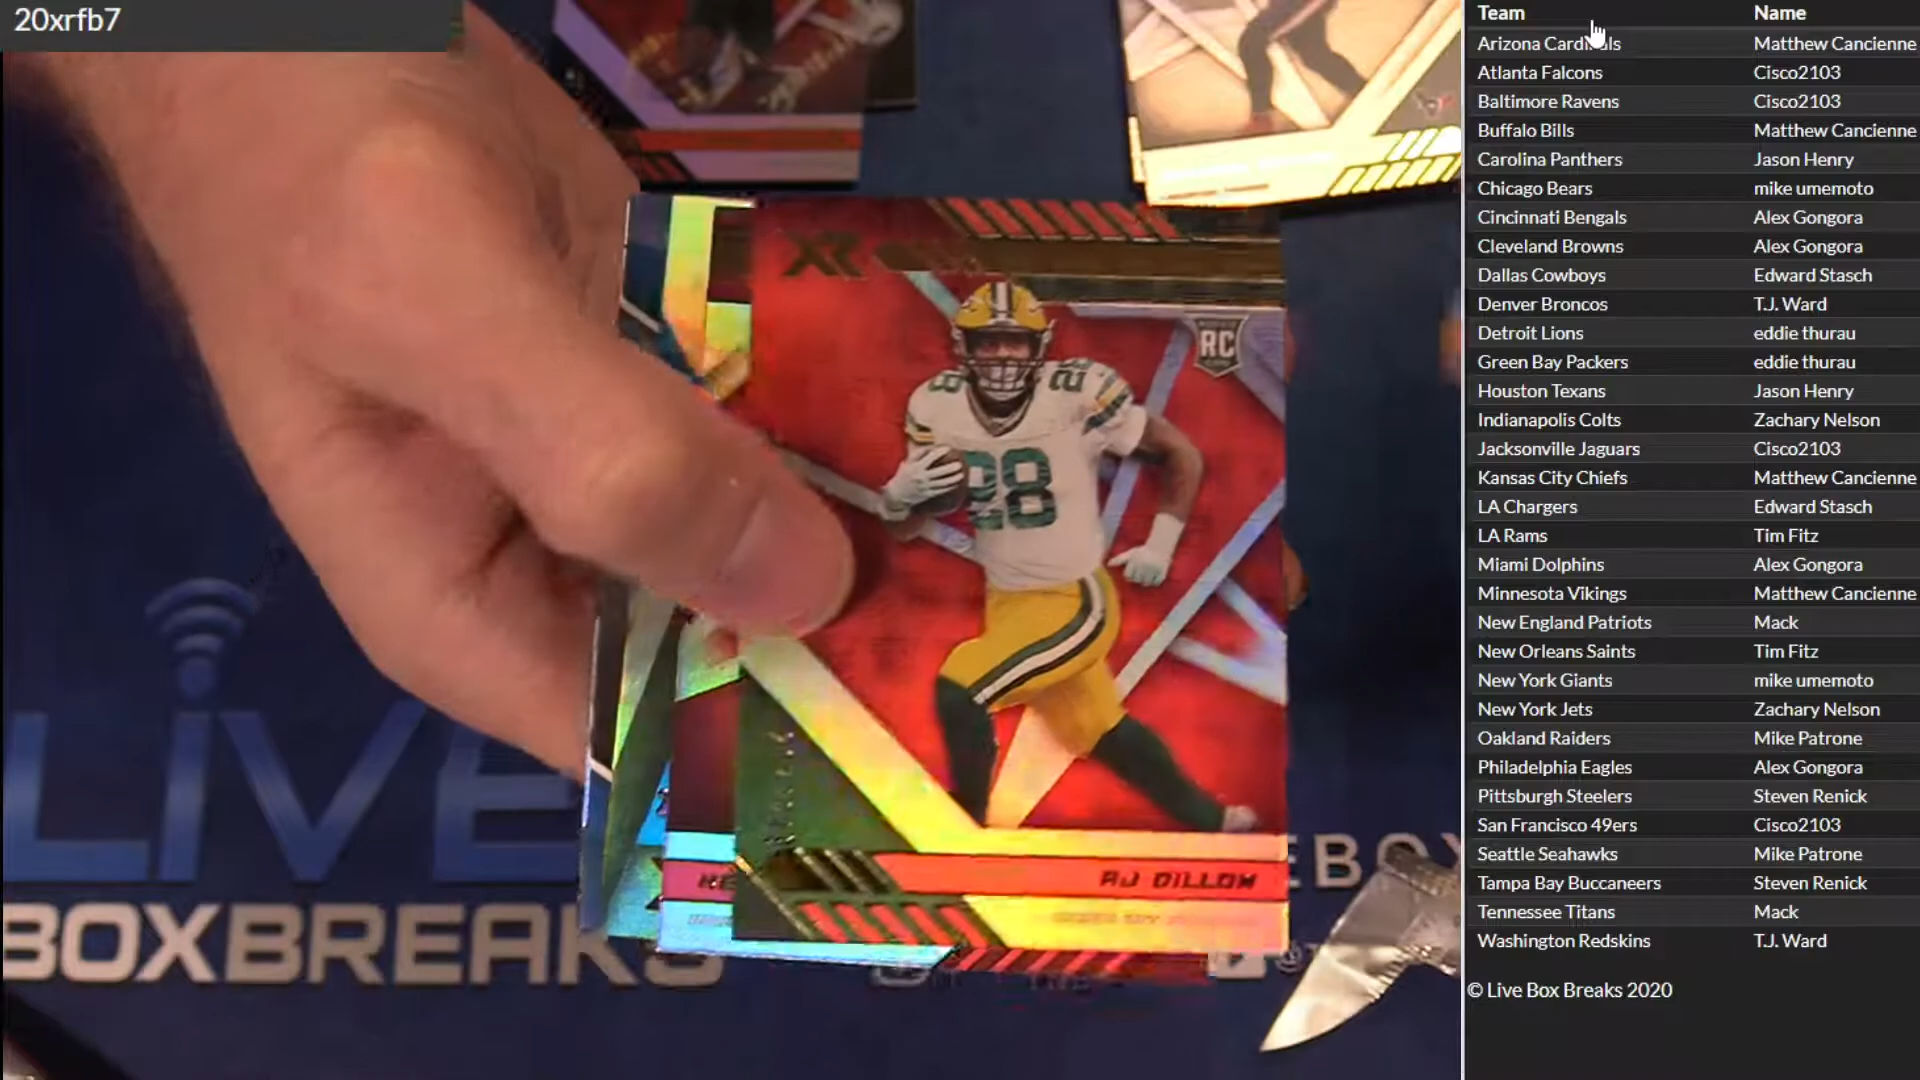 20xrfb7
XR
RC
28
28
AJ DILLON
LIVE
BOXBREAKS
Team Name
Arizona Cardinals Matthew Cancienne
Atlanta Falcons Cisco2103
Baltimore Ravens Cisco2103
Buffalo Bills Matthew Cancienne
Carolina Panthers Jason Henry
Chicago Bears mike umemoto
Cincinnati Bengals Alex Gongora
Cleveland Browns Alex Gongora
Dallas Cowboys Edward Stasch
Denver Broncos T.J. Ward
Detroit Lions eddie thurau
Green Bay Packers eddie thurau
Houston Texans Jason Henry
Indianapolis Colts Zachary Nelson
Jacksonville Jaguars Cisco2103
Kansas City Chiefs Matthew Cancienne
LA Chargers Edward Stasch
LA Rams Tim Fitz
Miami Dolphins Alex Gongora
Minnesota Vikings Matthew Cancienne
New England Patriots Mack
New Orleans Saints Tim Fitz
New York Giants mike umemoto
New York Jets Zachary Nelson
Oakland Raiders Mike Patrone
Philadelphia Eagles Alex Gongora
Pittsburgh Steelers Steven Renick
San Francisco 49ers Cisco2103
Seattle Seahawks Mike Patrone
Tampa Bay Buccaneers Steven Renick
Tennessee Titans Mack
Washington Redskins T.J. Ward
© Live Box Breaks 2020